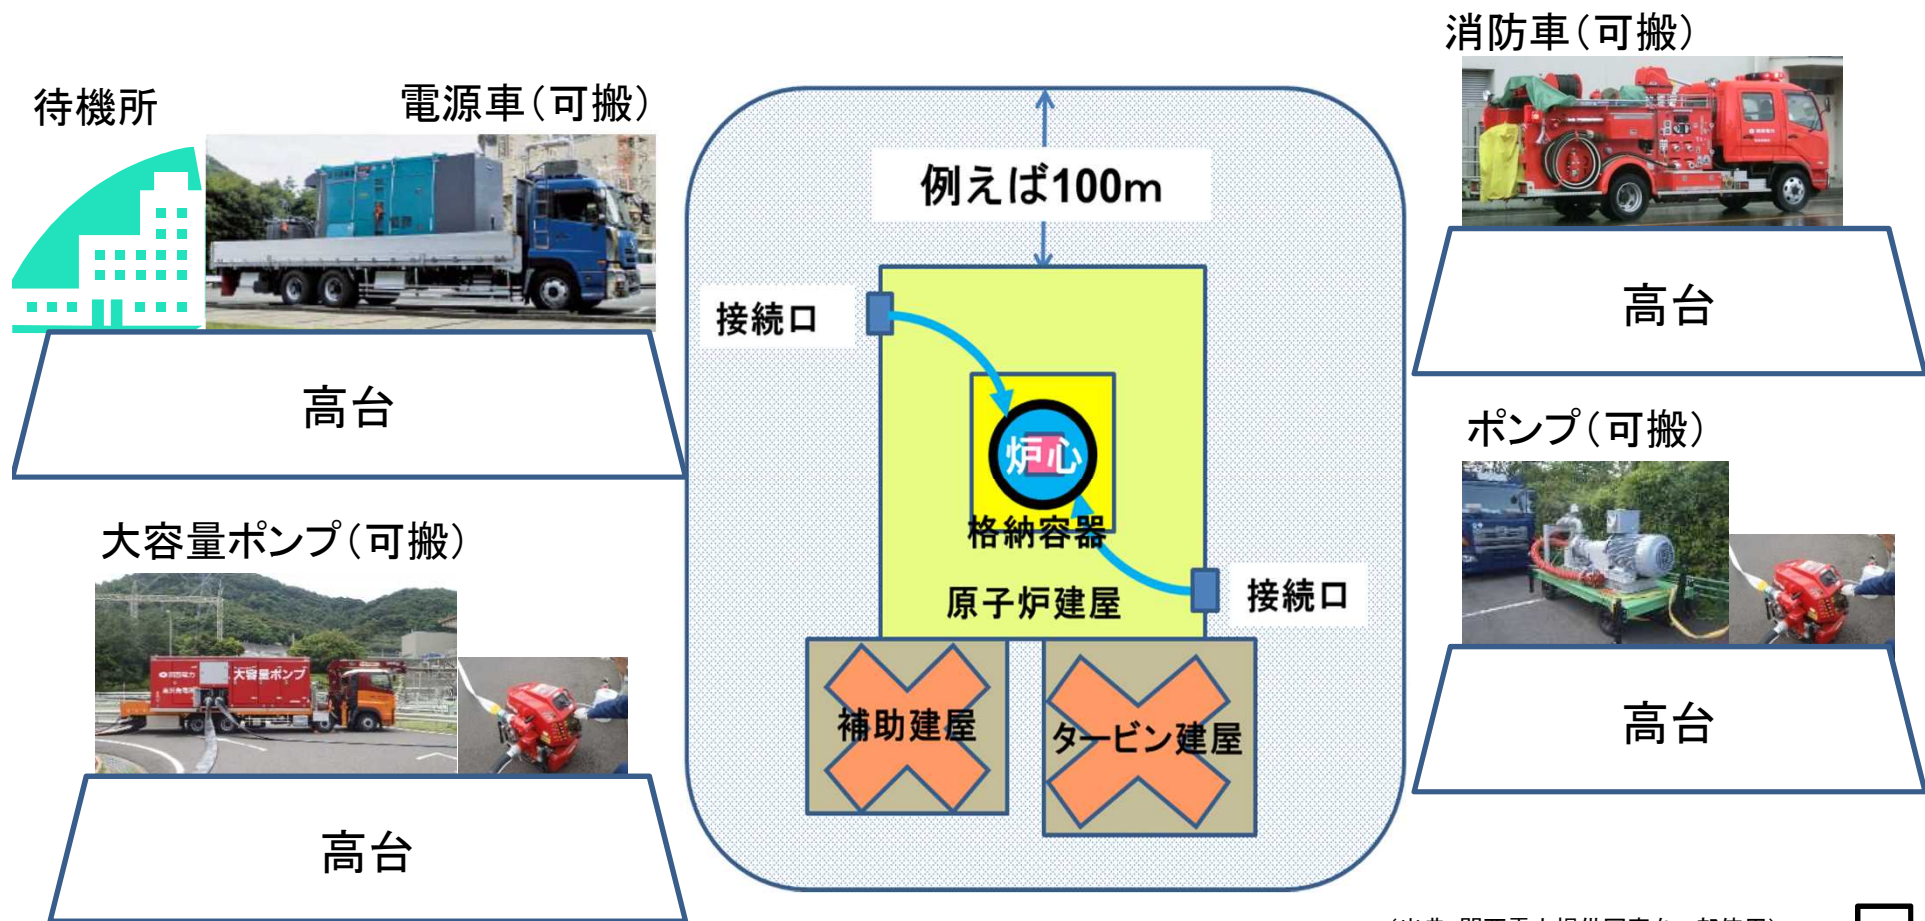 消防車（可搬）
待機所
電源車（可搬）
例えば100m
接続口
高台
高台
炉心
格納容器
ポンプ（可搬）
大容量ポンプ（可搬）
原子炉建屋
接続口
大容量ポンプ
補助建屋
タービン建屋
高台
高台